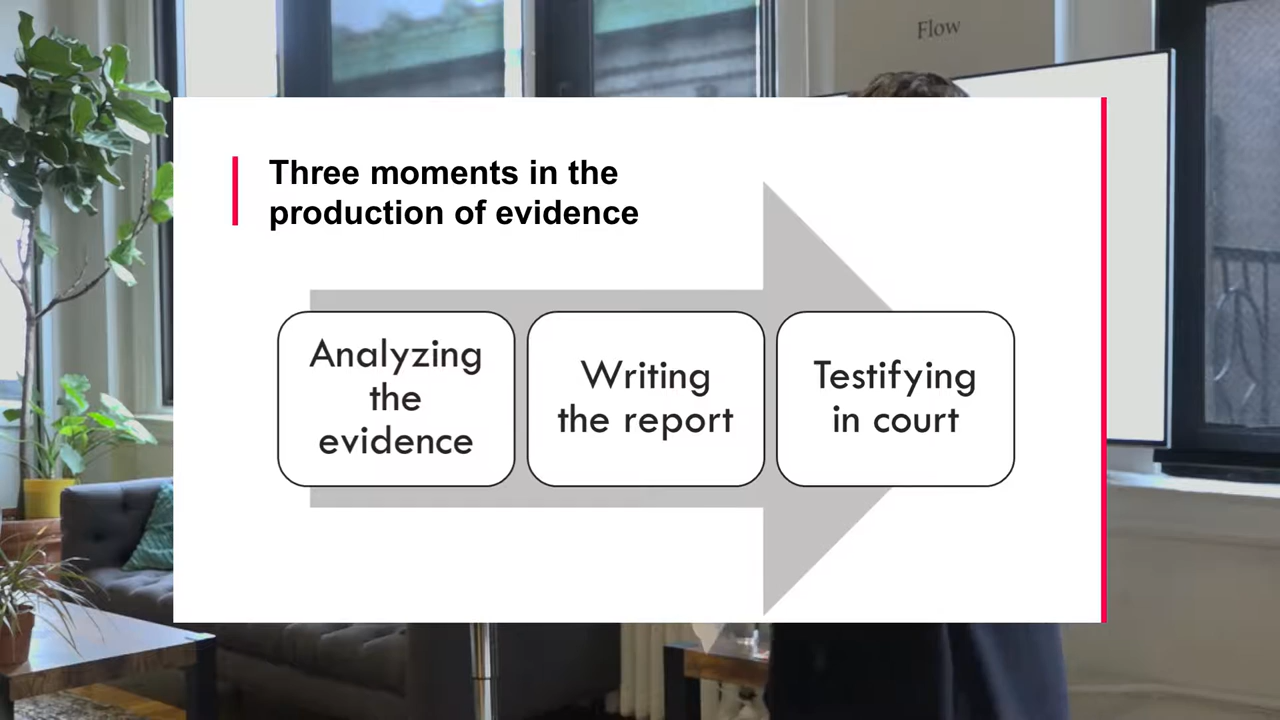 Flow
Three moments in the
production of evidence
Analyzing
the
evidence
Writing
the report
Testifying
in court